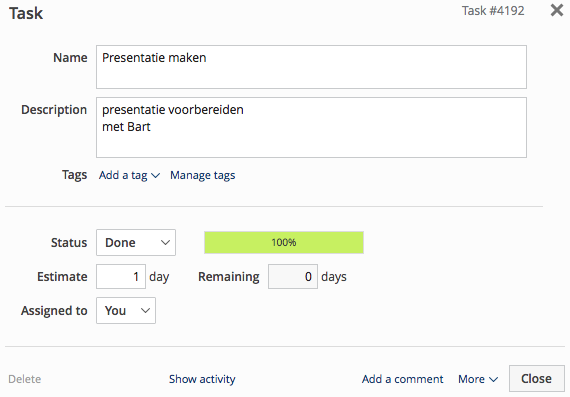 Task
Task #4192
Name
Presentatie maken
Description
presentatie voorbereiden
met Bart
Tags Add a tag Manage tags
Status Done 100%
Estimate 1 day Remaining 0 days
Assigned to You
Delete Show activity Add a comment More Close